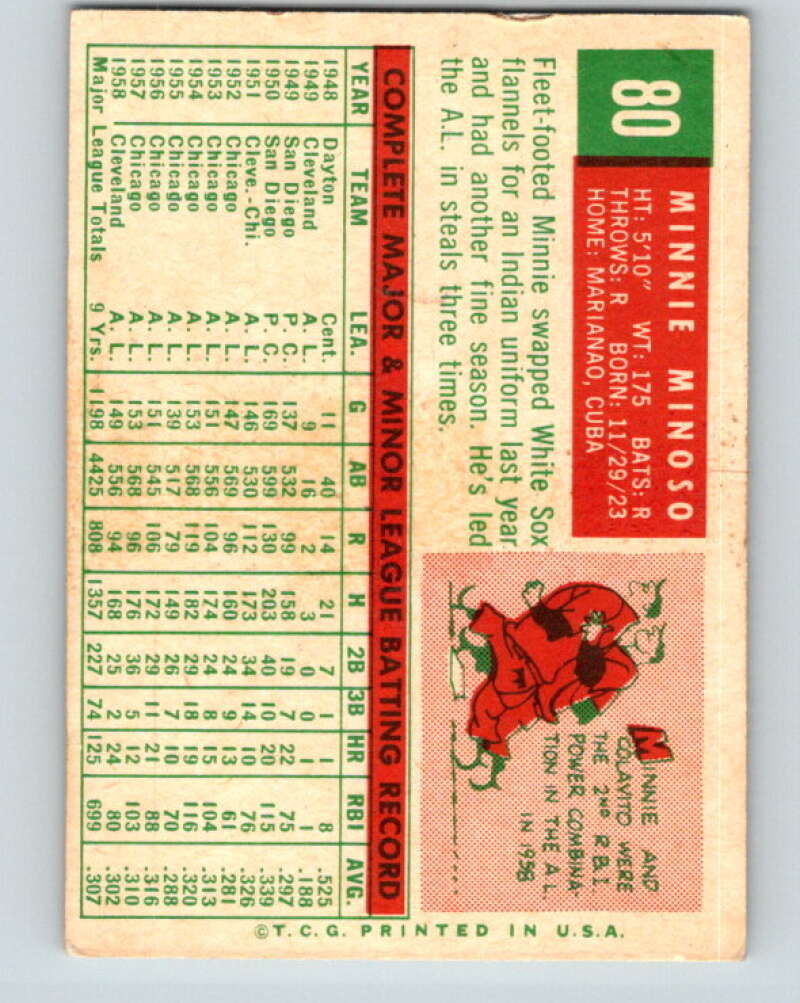 80
MINNIE MINOSO
HT: 5'10" WT: 175 BATS: R
THROWS: R BORN: 11/29/23
HOME: MARIANAO, CUBA
Fleet-footed Minnie swapped White Sox
flannels for an Indian uniform last year
and had another fine season. He's led
the A.L. in steals three times.
MINNIE AND
COLAVITO WERE
THE 2ND R.B.I.
POWER COMBINA-
TION IN THE A.L.
IN 1958
COMPLETE MAJOR & MINOR LEAGUE BATTING RECORD
YEAR TEAM LEA. G AB R H 2B 3B HR RBI AVG.
1948 Dayton Cent. 11 40 14 21 7 1 1 8 .525
1949 Cleveland A. L. 9 16 2 3 0 0 1 1 .188
1949 San Diego P. C. 137 532 99 158 19 7 22 75 .297
1950 San Diego P. C. 169 599 130 203 40 10 20 115 .339
1951 Cleve.-Chi. A. L. 146 530 112 173 34 14 10 76 .326
1952 Chicago A. L. 147 569 96 160 24 9 13 61 .281
1953 Chicago A. L. 151 556 104 174 24 8 15 104 .313
1954 Chicago A. L. 153 568 119 182 29 18 19 116 .320
1955 Chicago A. L. 139 517 79 149 26 7 10 70 .288
1956 Chicago A. L. 151 545 106 172 29 11 21 88 .316
1957 Chicago A. L. 153 568 96 176 36 5 12 103 .310
1958 Cleveland A. L. 149 556 94 168 25 2 24 80 .302
Major League Totals 9 Yrs. 1198 4425 808 1357 227 74 125 699 .307
© T.C.G. PRINTED IN U.S.A.